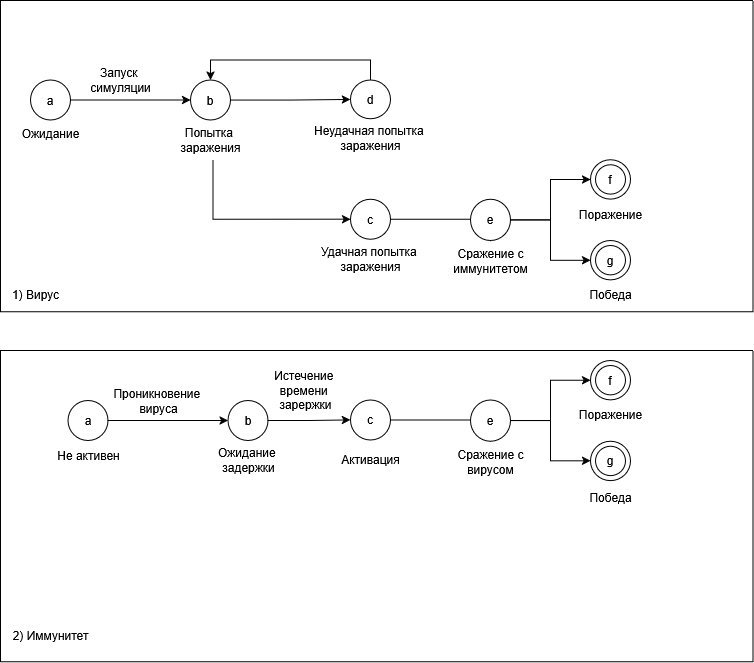 Запуск
симуляции
a
b
d
Ожидание
Попытка
заражения
Неудачная попытка
заражения
f
Поражение
c
e
Удачная попытка
заражения
Сражение с
иммунитетом
g
Победа
1) Вирус
Проникновение
вируса
Истечение
времени
зарержки
a
b
c
e
f
Поражение
Не активен
Ожидание
задержки
Активация
Сражение с
вирусом
g
Победа
2) Иммунитет